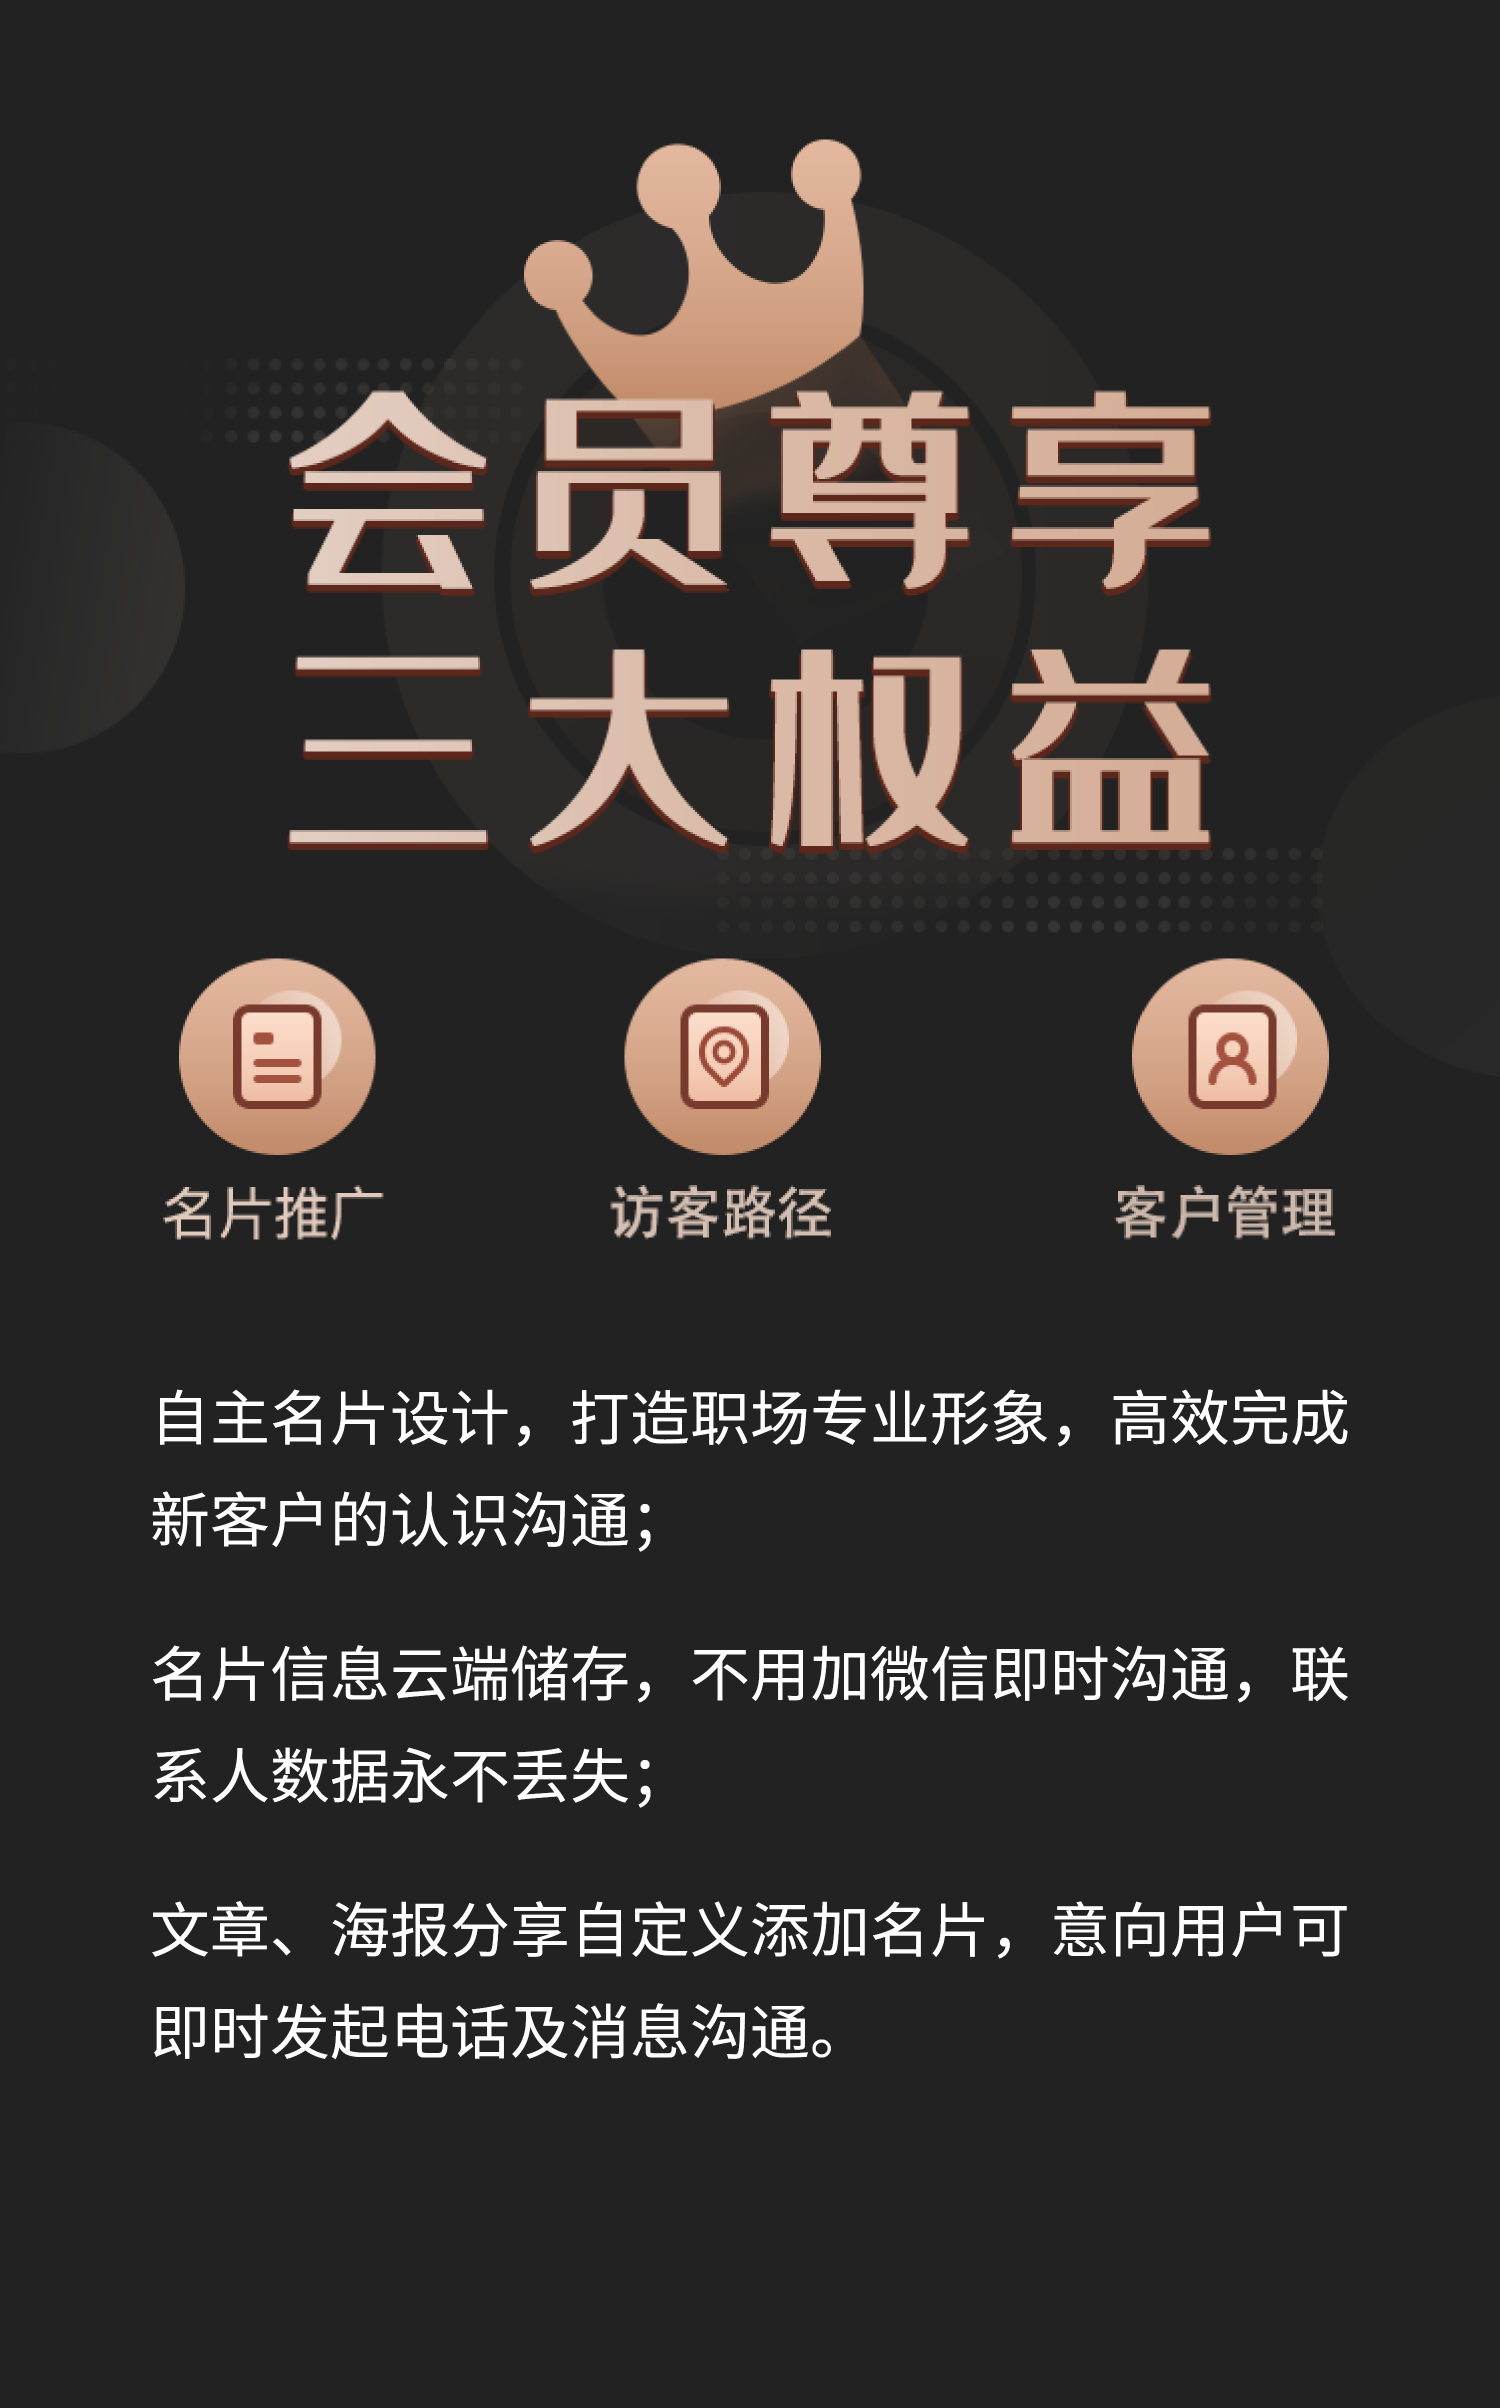 会员尊享
三大权益
名片推广
访客路径
客户管理
自主名片设计，打造职场专业形象，高效完成
新客户的认识沟通；
名片信息云端储存，不用加微信即时沟通，联
系人数据永不丢失；
文章、海报分享自定义添加名片，意向用户可
即时发起电话及消息沟通。